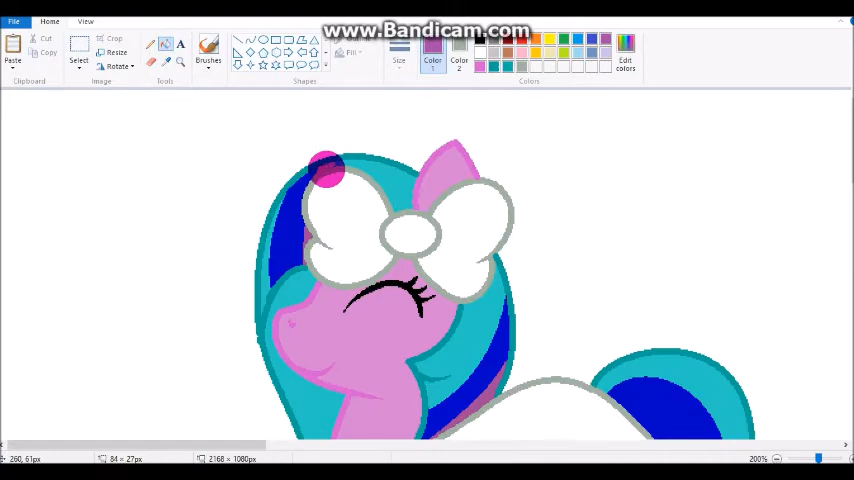 www.Bandicam.com
File Home View
Cut
Copy
Paste
Clipboard
Select
Crop
Resize
Rotate
Image
A
Tools
Brushes
Shapes
Outline
Fill
Size
Color 1
Color 2
Edit colors
Colors
260, 61px
84 × 27px
2168 × 1080px
200%